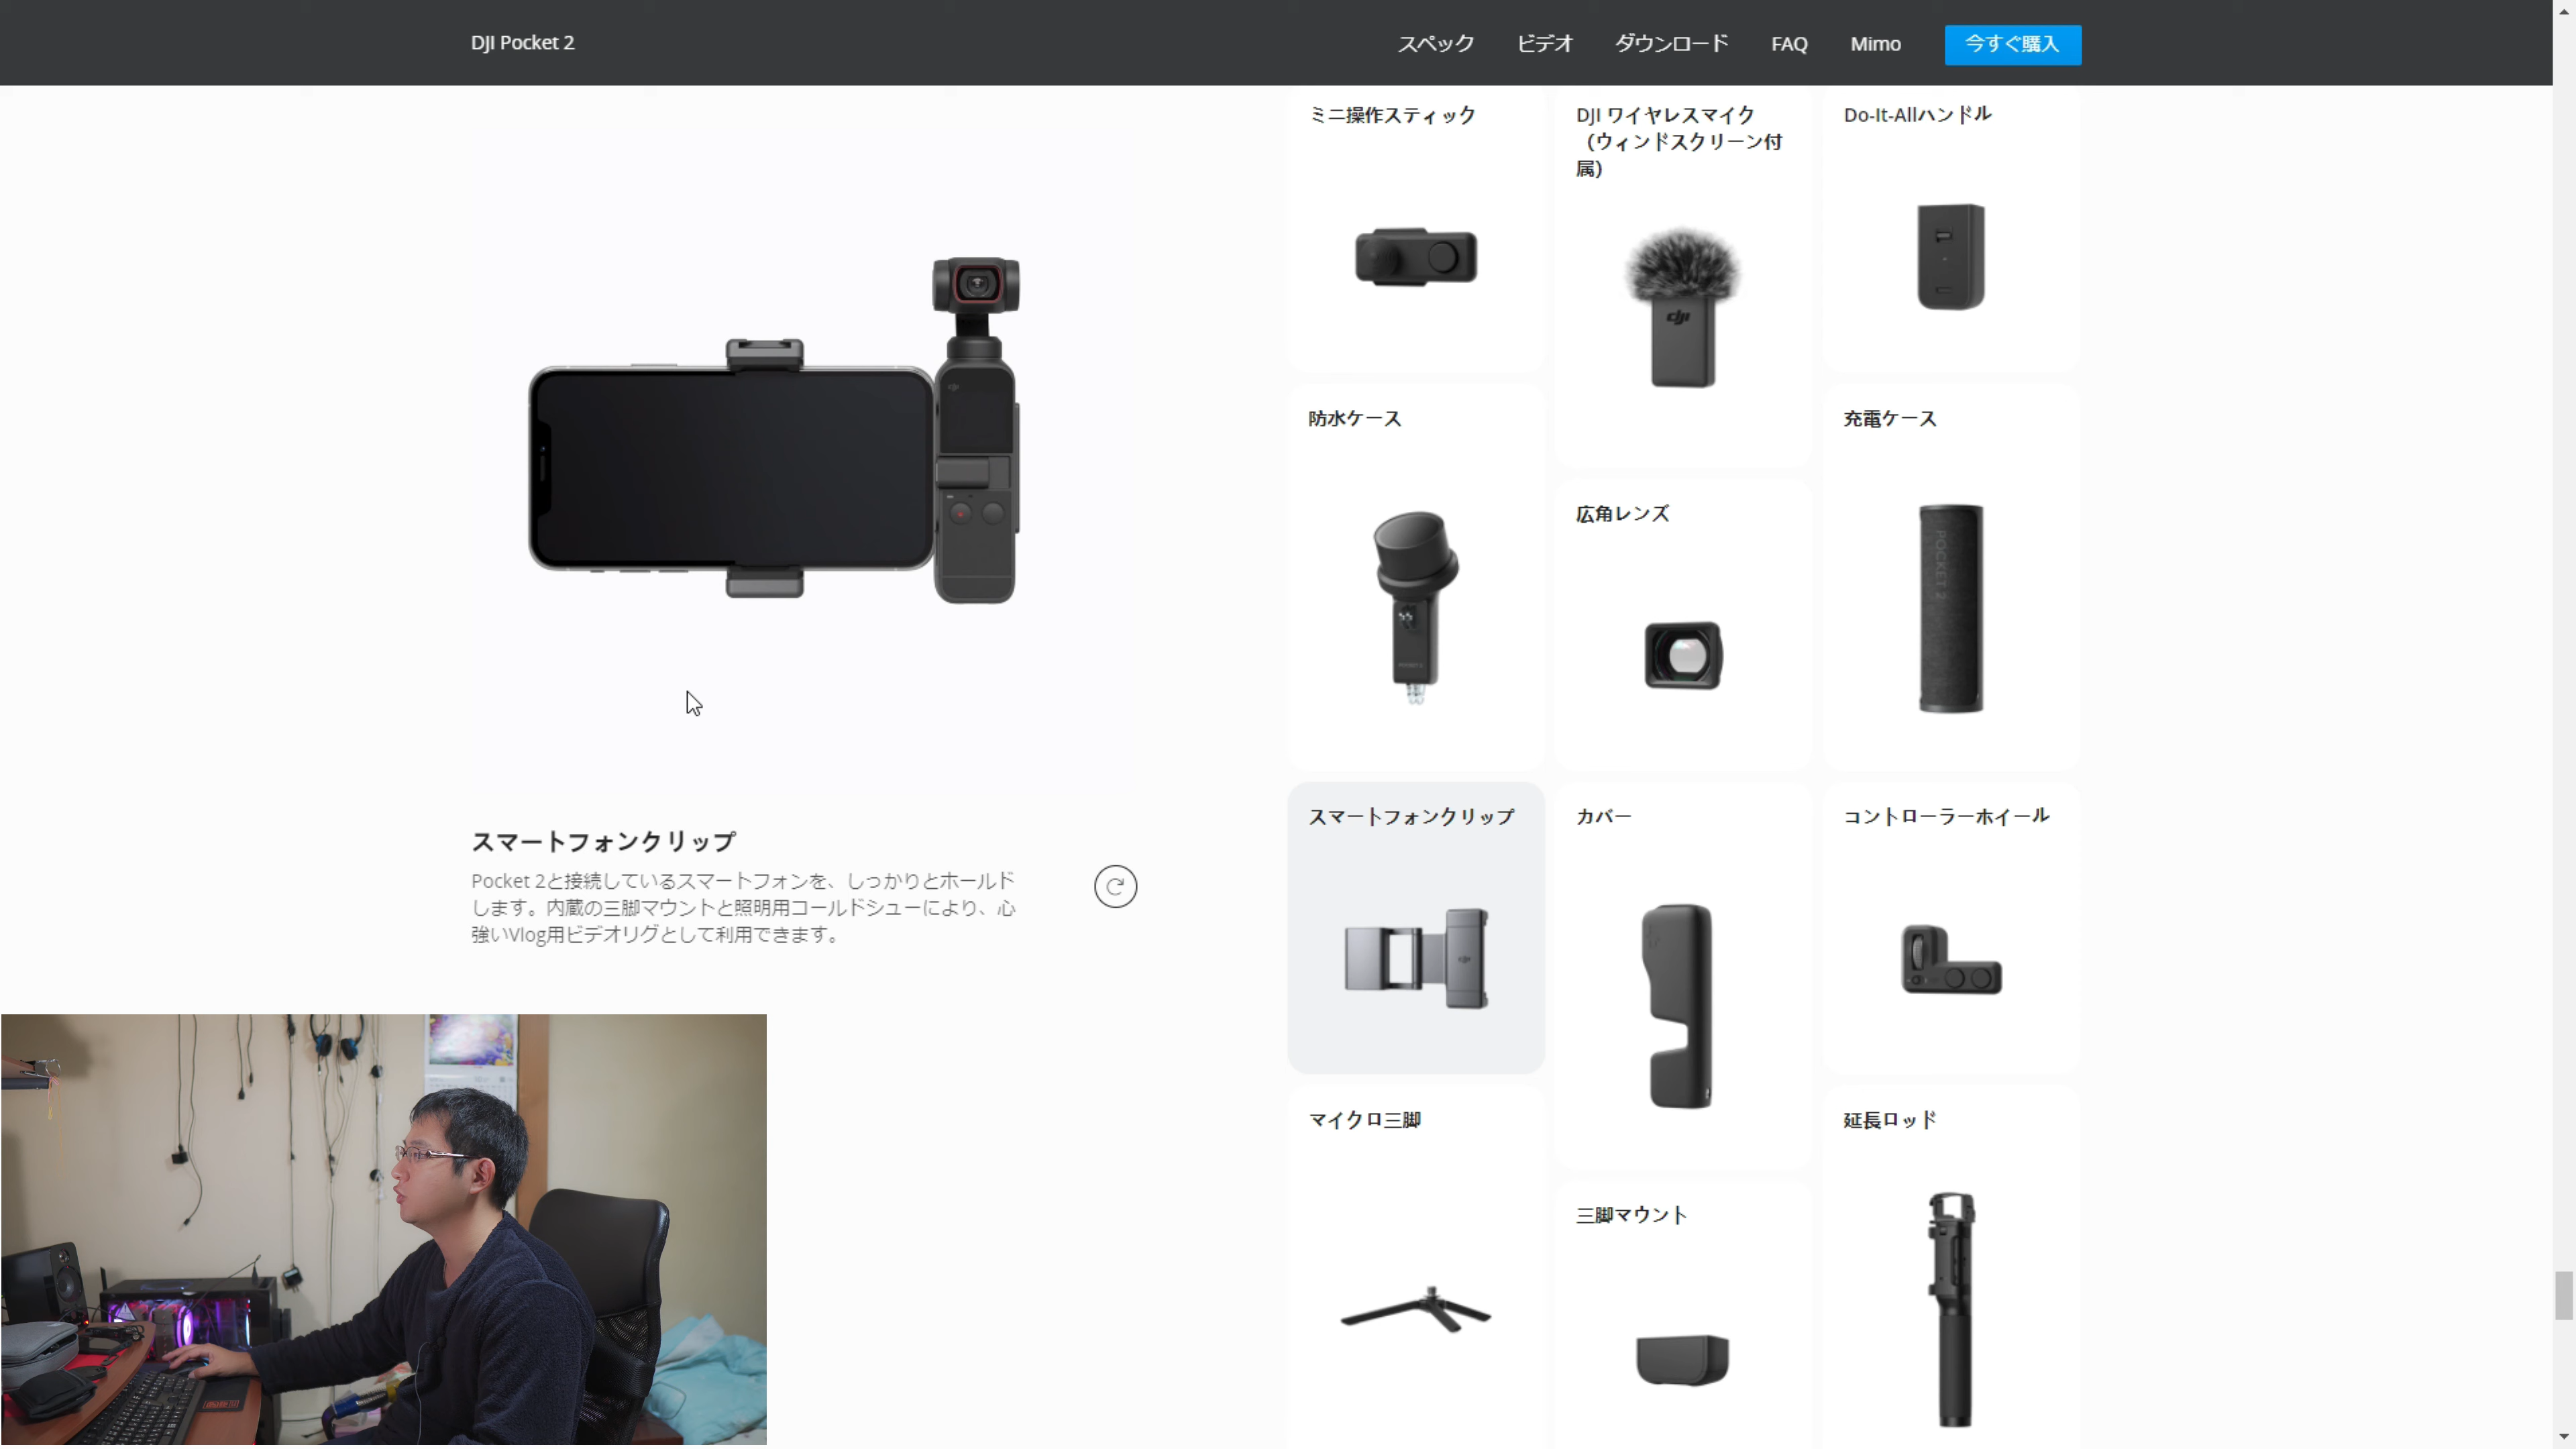 DJI Pocket 2
スペック
ビデオ
ダウンロード
FAQ
Mimo
今すぐ購入
スマートフォンクリップ
Pocket 2と接続しているスマートフォンを、しっかりとホールド
します。内蔵の三脚マウントと照明用コールドシューにより、心
強いVlog用ビデオリグとして利用できます。
ミニ操作スティック
DJI ワイヤレスマイク
（ウィンドスクリーン付
属)
dji
Do-It-Allハンドル
防水ケース
広角レンズ
充電ケース
POCKET 2
スマートフォンクリップ
カバー
コントローラーホイール
マイクロ三脚
三脚マウント
延長ロッド